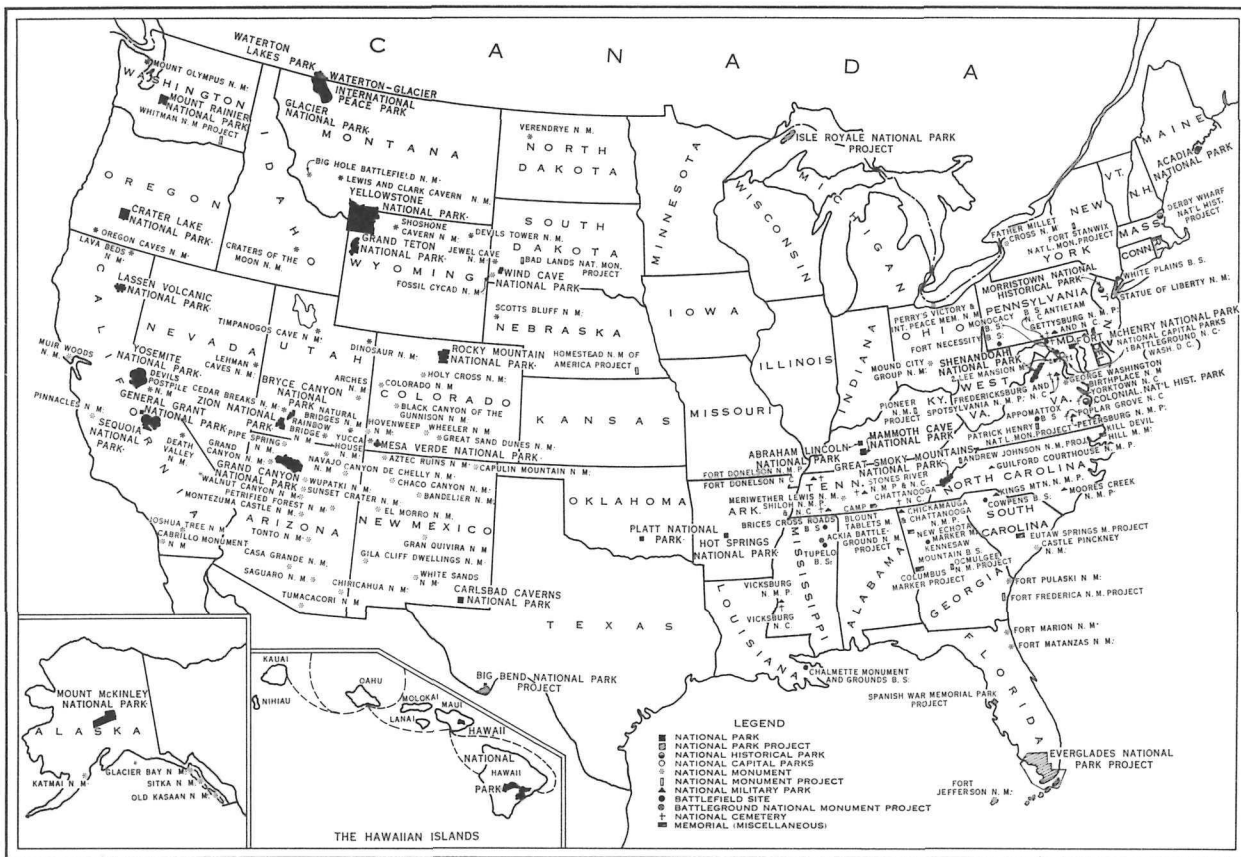 C A N A D A
WATERTON
LAKES PARK
WATERTON-GLACIER
INTERNATIONAL
PEACE PARK
MOUNT OLYMPUS N. M.
WASHINGTON
MOUNT RAINIER
NATIONAL PARK
WHITMAN N.M PROJECT
GLACIER
NATIONAL PARK
MONTANA
IDAHO
BIG HOLE BATTLEFIELD N. M.
LEWIS AND CLARK CAVERN N. M.
YELLOWSTONE
NATIONAL PARK
VERENDRYE N M.
NORTH
DAKOTA
MINNESOTA
ISLE ROYALE NATIONAL PARK
PROJECT
WISCONSIN
MICHIGAN
MAINE
ACADIA
NATIONAL PARK
VT.
N.H.
NEW
YORK
MASS
CONN
R.I.
DERBY WHARF
NAT'L HIST.
PROJECT
FATHER MILLET
CROSS N. M
FORT STANWIX
NAT'L. MON. PROJECT
OREGON
CRATER LAKE
NATIONAL PARK
OREGON CAVES N M
LAVA BEDS
N M
CRATERS OF THE
MOON N. M.
SHOSHONE
CAVERN N M
GRAND TETON
NATIONAL
PARK
WYOMING
FOSSIL CYCAD N. M
DEVILS TOWER N. M.
JEWEL CAVE
N. M.
SOUTH
DAKOTA
BAD LANDS NAT. MON.
PROJECT
WIND CAVE
NATIONAL PARK
SCOTTS BLUFF N M
NEBRASKA
HOMESTEAD N M OF
AMERICA PROJECT
IOWA
ILLINOIS
INDIANA
OHIO
PERRY'S VICTORY &
INT. PEACE MEM. N M
FORT NECESSITY B. S.
MONOCACY B S
MORRISTOWN NATIONAL
HISTORICAL PARK
PENNSYLVANIA
ANTIETAM
N. C.
GETTYSBURG N. M. P.
AND N. C.
WHITE PLAINS B. S.
STATUE OF LIBERTY N. M.
MD.
FORT
McHENRY NATIONAL PARK
NATIONAL CAPITAL PARKS
(BATTLEGROUND N. C.
WASH. D. C.)
LASSEN VOLCANIC
NATIONAL PARK
CALIFORNIA
NEVADA
UTAH
TIMPANOGOS CAVE N M
LEHMAN
CAVES N. M.
MUIR WOODS
N M
YOSEMITE
NATIONAL PARK
DEVILS
POSTPILE
N M
CEDAR BREAKS N M
BRYCE CANYON
NATIONAL
PARK
ZION NATIONAL
PARK
PINNACLES N M
GENERAL GRANT
NATIONAL PARK
SEQUOIA
NATIONAL
PARK
DEATH
VALLEY
N. M
PIPE SPRING
N M
NATURAL
BRIDGES N M
RAINBOW
BRIDGE
N M
ARCHES
N M
DINOSAUR N M
ROCKY MOUNTAIN
NATIONAL PARK
HOLY CROSS N. M
COLORADO N M
COLORADO
BLACK CANYON OF THE
GUNNISON N M
HOVENWEEP
N M
WHEELER N M
GREAT SAND DUNES N. M
YUCCA
HOUSE
N M
MESA VERDE NATIONAL PARK
AZTEC RUINS N M
CAPULIN MOUNTAIN N M
KANSAS
MISSOURI
MOUND CITY
GROUP N. M
SHENANDOAH
NATIONAL PARK
LEE MANSION
WEST
VA.
KY.
PIONEER
N. M.
PROJECT
FREDERICKSBURG AND
SPOTSYLVANIA N. M. P. N C
GEORGE WASHINGTON
BIRTHPLACE N M
YORKTOWN N C
COLONIAL NAT'L HIST. PARK
VA.
APPOMATTOX
B S
POPLAR GROVE N. C
PATRICK HENRY
NAT'L MON. PROJECT
PETERSBURG N. M. P.
KILL DEVIL
HILL M. M.
GRAND
CANYON
N M
GRAND CANYON
NATIONAL PARK
NAVAJO
N M
CANYON DE CHELLY N M
CHACO CANYON N. M
BANDELIER N. M
WUPATKI N M
WALNUT CANYON N M
SUNSET CRATER N M
PETRIFIED FOREST N M
MONTEZUMA
CASTLE N M
ARIZONA
TONTO N M
EL MORRO N M
NEW MEXICO
GRAN QUIVIRA N M
GILA CLIFF DWELLINGS N. M
JOSHUA TREE N M
CABRILLO MONUMENT
N M
CASA GRANDE N M
SAGUARO N M
CHIRICAHUA N M
TUMACACORI N M
WHITE SANDS
N M
CARLSBAD CAVERNS
NATIONAL PARK
OKLAHOMA
PLATT NATIONAL
PARK
ARK.
HOT SPRINGS
NATIONAL PARK
TEXAS
ABRAHAM LINCOLN
NATIONAL PARK
MAMMOTH CAVE
NATIONAL PARK
FORT DONELSON N. M. P
FORT DONELSON N C
GREAT SMOKY MOUNTAINS
NATIONAL PARK
TENN.
STONES RIVER
N M P & N C
CHATTANOOGA
N C
MERIWETHER LEWIS N. M.
SHILOH N. M. P.
N C
ANDREW JOHNSON N M. PROJ.
GUILFORD COURTHOUSE N. M. P.
NORTH CAROLINA
KINGS MTN. N M. P.
COWPENS B S
MOORES CREEK
N. M. P.
SOUTH
CAROLINA
EUTAW SPRINGS M. PROJECT
CASTLE PINCKNEY
N M.
BRICES CROSS ROADS
B S
TUPELO
B S
ACKIA BATTLE-
GROUND N M
PROJECT
CAMP
BLOUNT
TABLETS M.
CHICKAMAUGA
& CHATTANOOGA
N. M. P.
NEW ECHOTA
MARKER M.
KENNESAW
MOUNTAIN B S
OCMULGEE
N. M. PROJECT
COLUMBUS
MARKER PROJECT
MISSISSIPPI
ALABAMA
GEORGIA
FORT PULASKI N M
FORT FREDERICA N. M. PROJECT
VICKSBURG
N. M. P.
VICKSBURG
N. C.
LOUISIANA
FORT MARION N. M
FORT MATANZAS N M
FLORIDA
CHALMETTE MONUMENT
AND GROUNDS B. S.
SPANISH WAR MEMORIAL PARK
PROJECT
EVERGLADES NATIONAL
PARK PROJECT
FORT
JEFFERSON N. M.
BIG
BEND NATIONAL PARK
PROJECT
MOUNT McKINLEY
NATIONAL PARK
ALASKA
GLACIER BAY N M
KATMAI N M
SITKA N M
OLD KASAAN N M
KAUAI
NIHIAU
OAHU
MOLOKAI
LANAI
MAUI
HAWAII
NATIONAL
PARK
HAWAII
THE HAWAIIAN ISLANDS
LEGEND
NATIONAL PARK
NATIONAL PARK PROJECT
NATIONAL HISTORICAL PARK
NATIONAL CAPITAL PARKS
NATIONAL MONUMENT
NATIONAL MONUMENT PROJECT
NATIONAL MILITARY PARK
BATTLEFIELD SITE
BATTLEGROUND NATIONAL MONUMENT PROJECT
NATIONAL CEMETERY
MEMORIAL (MISCELLANEOUS)